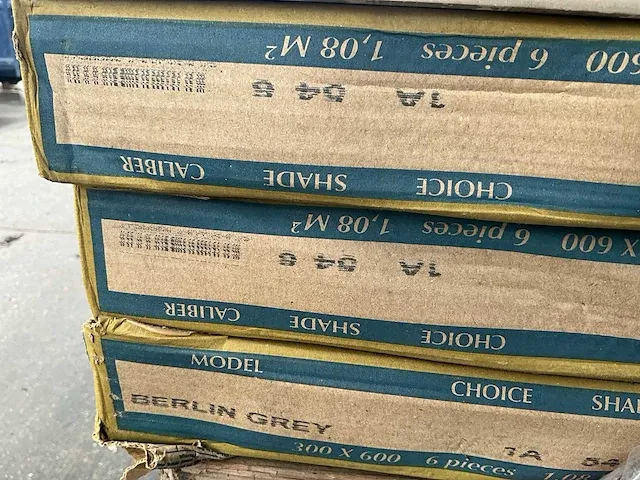 600 6 pieces 1,08 M²
1A 54 6
CHOICE SHADE CALIBER
X 600 6 pieces 1,08 M²
1A 54 6
CHOICE SHADE CALIBER
MODEL CHOICE
BERLIN GREY 1A 54
300 X 600 6 pieces